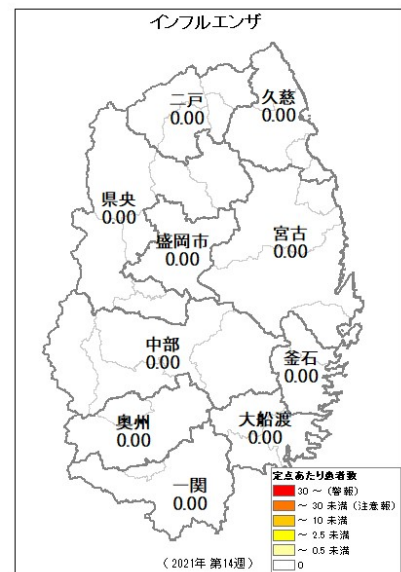 インフルエンザ
二戸
0.00
久慈
0.00
県央
0.00
盛岡市
0.00
宮古
0.00
中部
0.00
釜石
0.00
奥州
0.00
大船渡
0.00
一関
0.00
定点あたり患者数
30 ～ (警報)
～ 30 未満 (注意報)
～ 10 未満
～ 2.5 未満
～ 0.5 未満
0
(2021年 第14週)